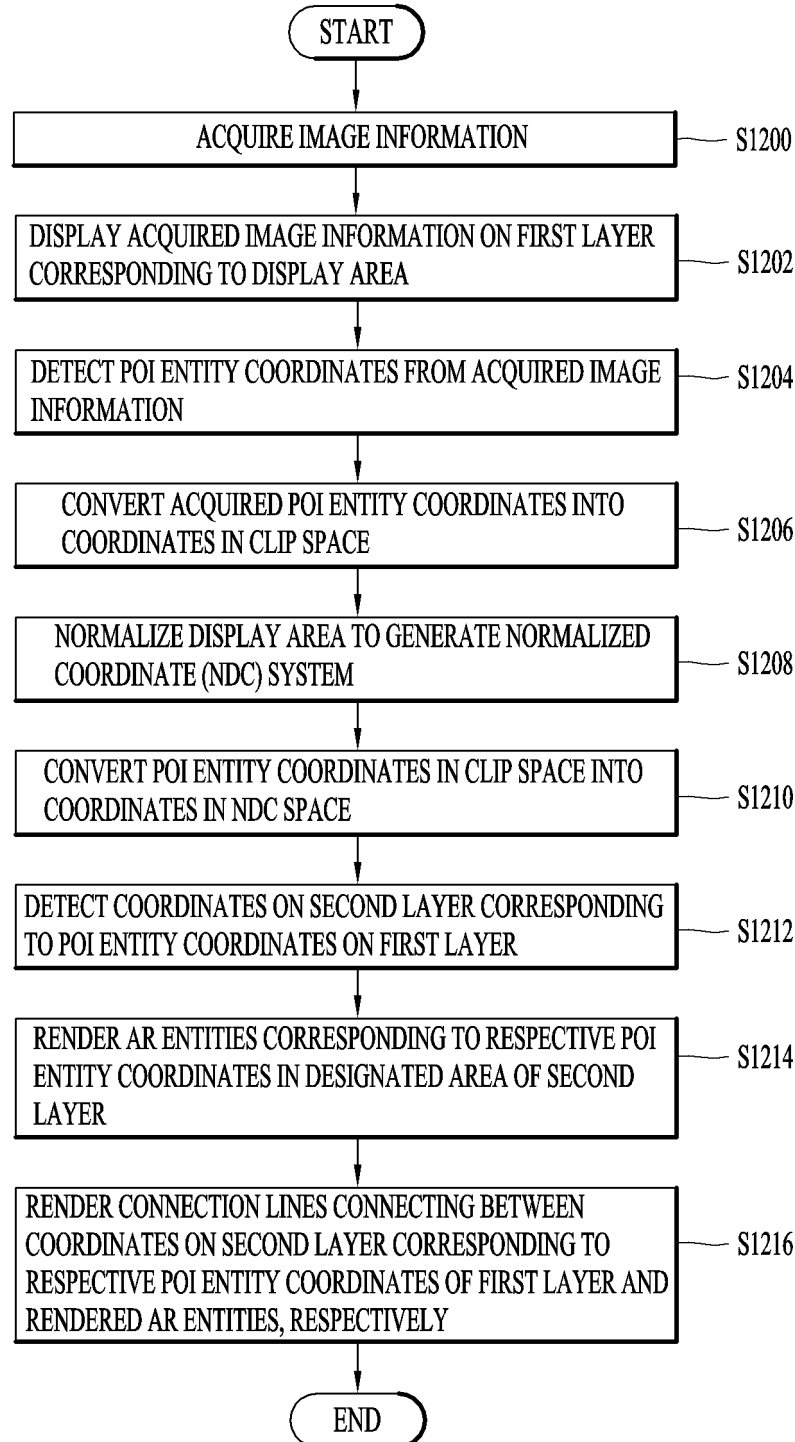 START
ACQUIRE IMAGE INFORMATION
S1200
DISPLAY ACQUIRED IMAGE INFORMATION ON FIRST LAYER
CORRESPONDING TO DISPLAY AREA
S1202
DETECT POI ENTITY COORDINATES FROM ACQUIRED IMAGE
INFORMATION
S1204
CONVERT ACQUIRED POI ENTITY COORDINATES INTO
COORDINATES IN CLIP SPACE
S1206
NORMALIZE DISPLAY AREA TO GENERATE NORMALIZED
COORDINATE (NDC) SYSTEM
S1208
CONVERT POI ENTITY COORDINATES IN CLIP SPACE INTO
COORDINATES IN NDC SPACE
S1210
DETECT COORDINATES ON SECOND LAYER CORRESPONDING
TO POI ENTITY COORDINATES ON FIRST LAYER
S1212
RENDER AR ENTITIES CORRESPONDING TO RESPECTIVE POI
ENTITY COORDINATES IN DESIGNATED AREA OF SECOND
LAYER
S1214
RENDER CONNECTION LINES CONNECTING BETWEEN
COORDINATES ON SECOND LAYER CORRESPONDING TO
RESPECTIVE POI ENTITY COORDINATES OF FIRST LAYER AND
RENDERED AR ENTITIES, RESPECTIVELY
S1216
END